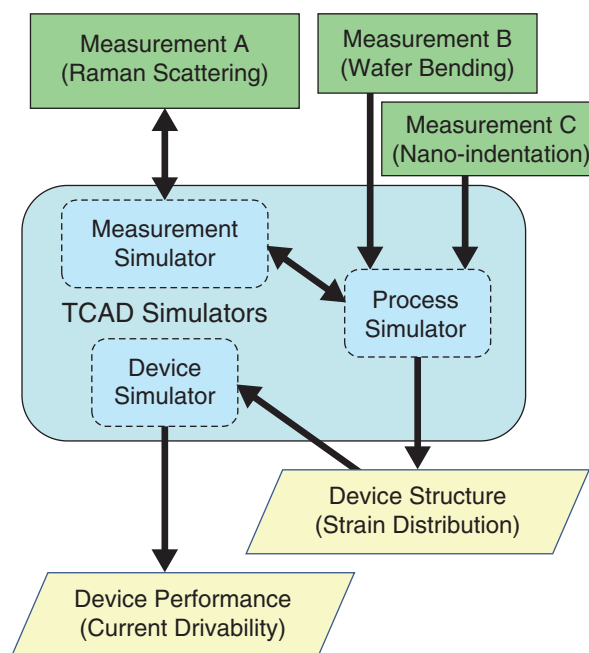 Measurement A
(Raman Scattering)
Measurement B
(Wafer Bending)
Measurement C
(Nano-indentation)
Measurement
Simulator
TCAD Simulators
Process
Simulator
Device
Simulator
Device Structure
(Strain Distribution)
Device Performance
(Current Drivability)